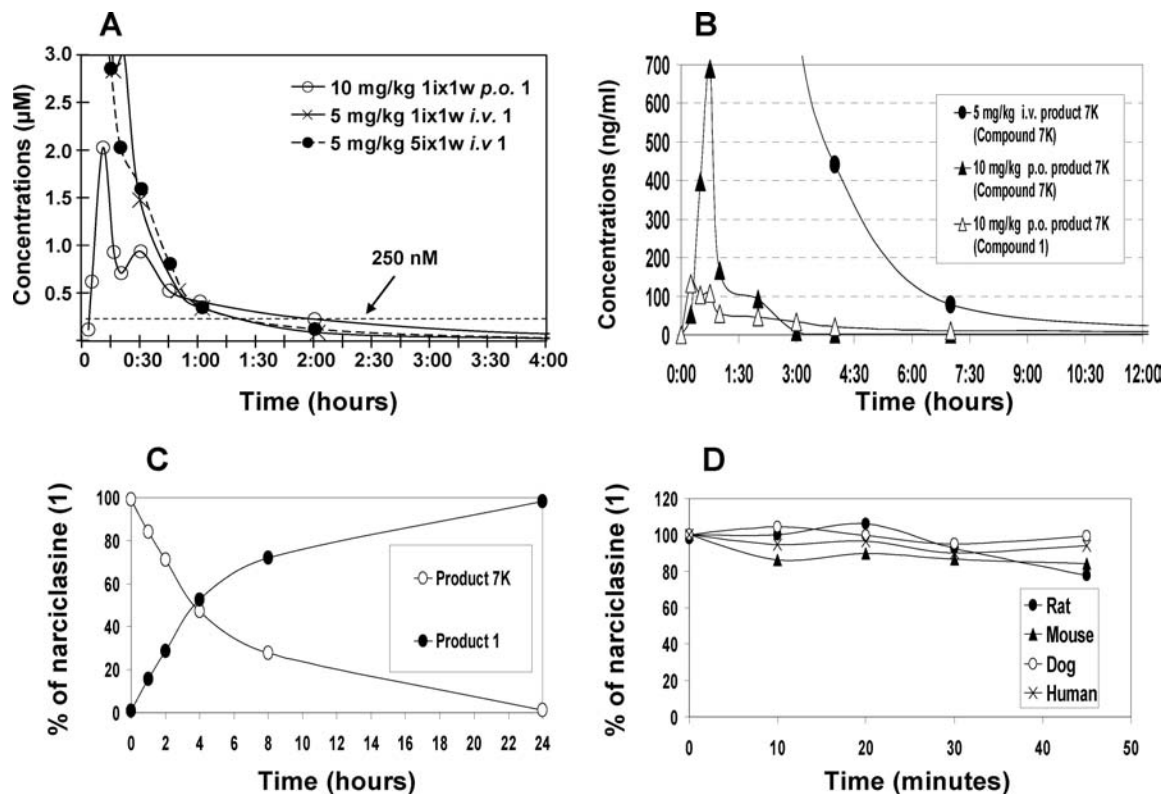 A
Concentrations (µM)
3.0
2.5
2.0
1.5
1.0
0.5
10 mg/kg 1ix1w p.o. 1
5 mg/kg 1ix1w i.v. 1
5 mg/kg 5ix1w i.v 1
250 nM
0 0:30 1:00 1:30 2:00 2:30 3:00 3:30 4:00
Time (hours)
B
Concentrations (ng/ml)
700
600
500
400
300
200
100
0
5 mg/kg i.v. product 7K
(Compound 7K)
10 mg/kg p.o. product 7K
(Compound 7K)
10 mg/kg p.o. product 7K
(Compound 1)
0:00 1:30 3:00 4:30 6:00 7:30 9:00 10:30 12:00
Time (hours)
C
% of narciclasine (1)
100
80
60
40
20
0
Product 7K
Product 1
0 2 4 6 8 10 12 14 16 18 20 22 24
Time (hours)
D
% of narciclasine (1)
120
100
80
60
40
20
0
Rat
Mouse
Dog
Human
0 10 20 30 40 50
Time (minutes)